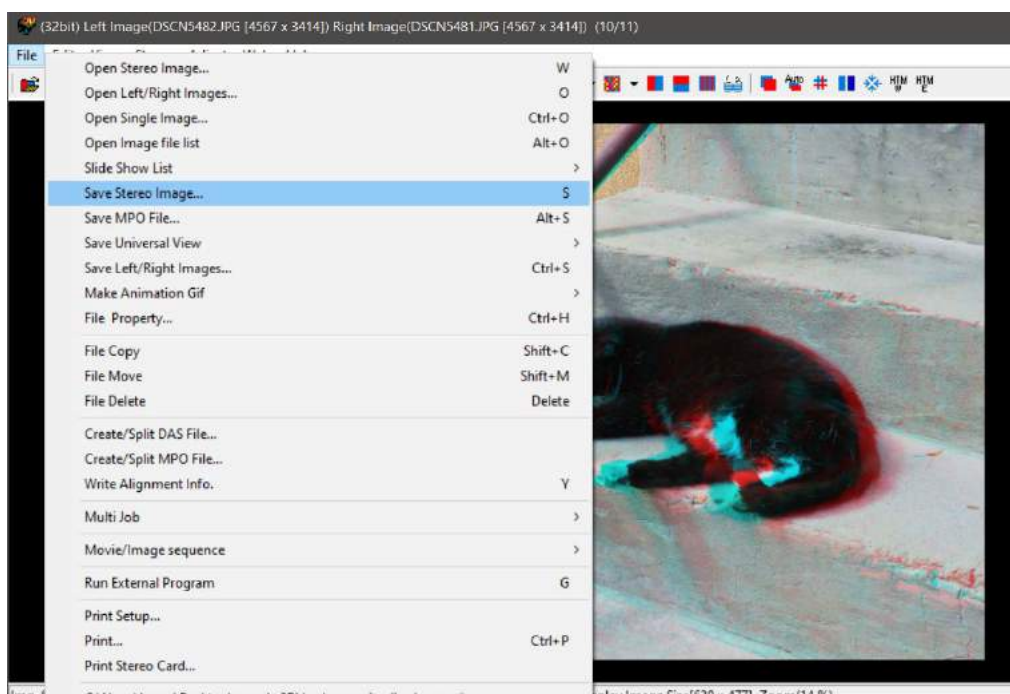 (32bit) Left Image(DSCN5482.JPG [4567 x 3414]) Right Image(DSCN5481.JPG [4567 x 3414]) (10/11)
File
Open Stereo Image... W
Open Left/Right Images... O
Open Single Image... Ctrl+O
Open Image file list Alt+O
Slide Show List >
Save Stereo Image... S
Save MPO File... Alt+S
Save Universal View >
Save Left/Right Images... Ctrl+S
Make Animation Gif >
File Property... Ctrl+H
File Copy Shift+C
File Move Shift+M
File Delete Delete
Create/Split DAS File...
Create/Split MPO File...
Write Alignment Info. Y
Multi Job >
Movie/Image sequence >
Run External Program G
Print Setup...
Print... Ctrl+P
Print Stereo Card...